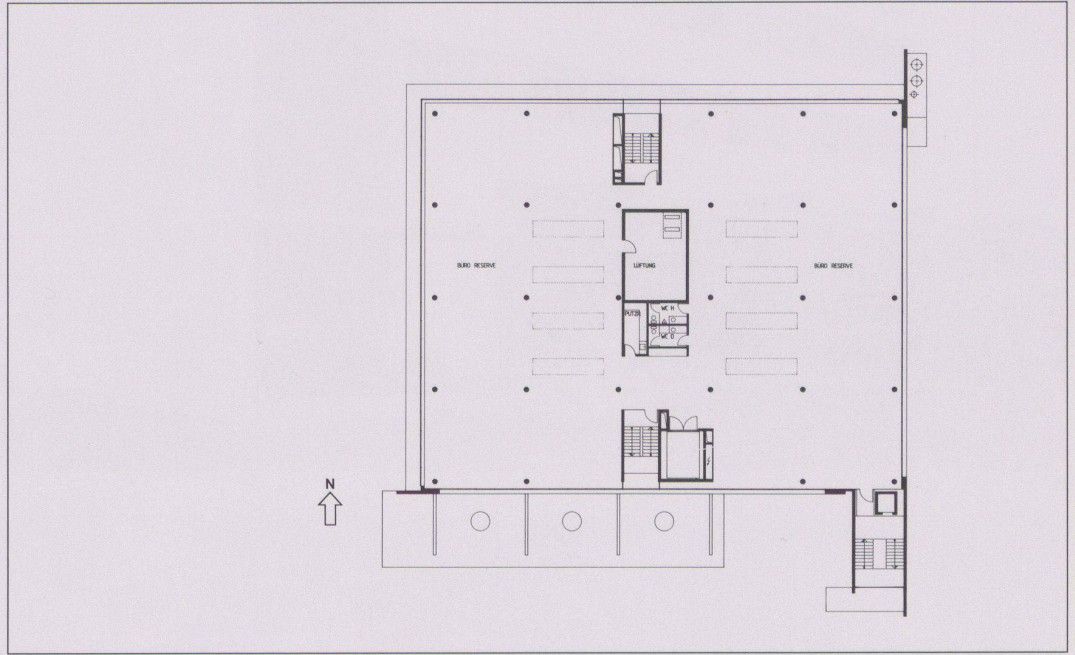 BÜRO RESERVE
LÜFTUNG
BÜRO RESERVE
WC H
PUTZR.
WC D
N